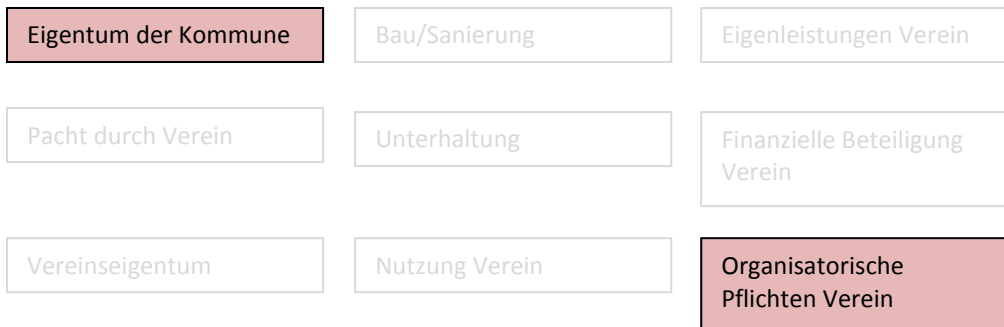 Eigentum der Kommune
Bau/Sanierung
Eigenleistungen Verein
Pacht durch Verein
Unterhaltung
Finanzielle Beteiligung
Verein
Vereinseigentum
Nutzung Verein
Organisatorische
Pflichten Verein